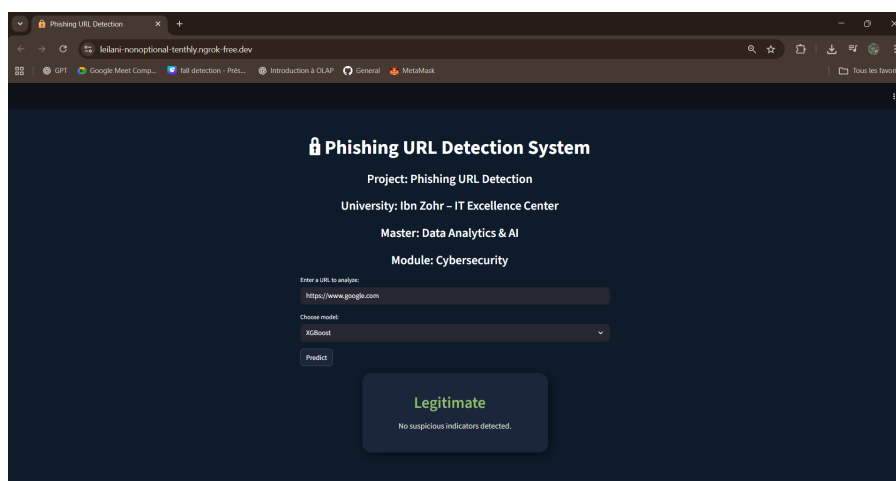 Phishing URL Detection
leilani-nonoptional-tenthly.ngrok-free.dev
GPT
Google Meet Comp...
fall detection - Prés...
Introduction à OLAP
General
MetaMask
Tous les favori
Phishing URL Detection System
Project: Phishing URL Detection
University: Ibn Zohr – IT Excellence Center
Master: Data Analytics & AI
Module: Cybersecurity
Enter a URL to analyze:
https://www.google.com
Choose model:
XGBoost
Predict
Legitimate
No suspicious indicators detected.